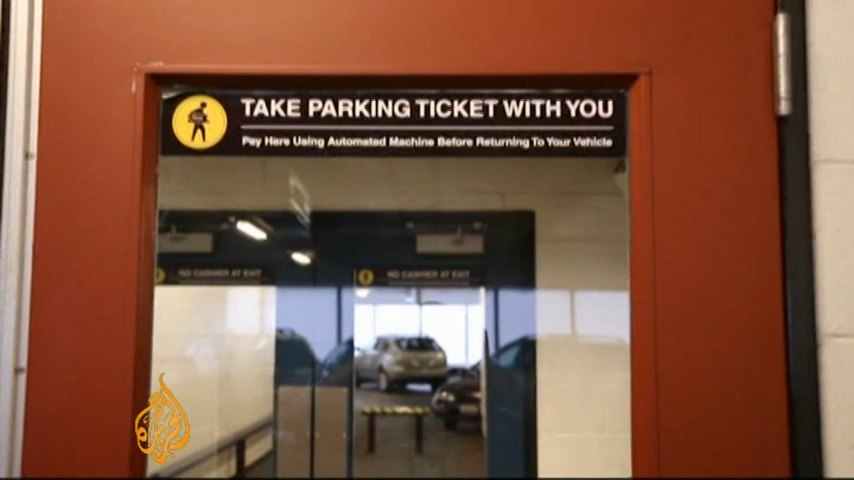 TAKE PARKING TICKET WITH YOU
Pay Here Using Automated Machine Before Returning To Your Vehicle
NO CASHIER AT EXIT
NO CASHIER AT EXIT